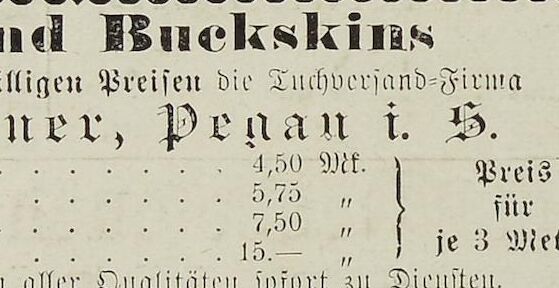 nd Buckskins
illigen Preisen die Tuchversand=Firma
ner, Pegau i. S.
. . . . . . . 4,50 Mk. } Preis
. . . . . . . 5,75 „ für
. . . . . . . 7,50 „ je 3 Met
. . . . . . . 15.— „
n aller Qualitäten sofort zu Diensten.